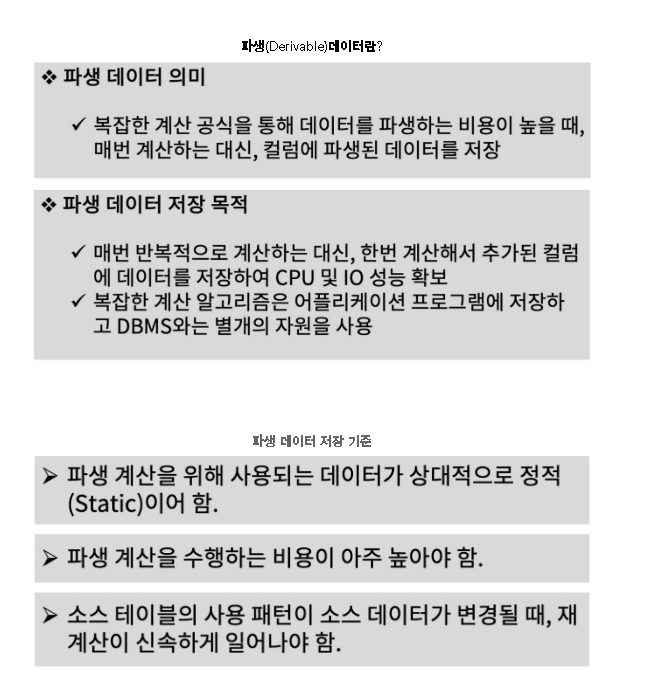 파생(Derivable)데이터란?
❖ 파생 데이터 의미
✓ 복잡한 계산 공식을 통해 데이터를 파생하는 비용이 높을 때,
매번 계산하는 대신, 컬럼에 파생된 데이터를 저장
❖ 파생 데이터 저장 목적
✓ 매번 반복적으로 계산하는 대신, 한번 계산해서 추가된 컬럼
에 데이터를 저장하여 CPU 및 IO 성능 확보
✓ 복잡한 계산 알고리즘은 어플리케이션 프로그램에 저장하
고 DBMS와는 별개의 자원을 사용
파생 데이터 저장 기준
➢ 파생 계산을 위해 사용되는 데이터가 상대적으로 정적
(Static)이어 함.
➢ 파생 계산을 수행하는 비용이 아주 높아야 함.
➢ 소스 테이블의 사용 패턴이 소스 데이터가 변경될 때, 재
계산이 신속하게 일어나야 함.